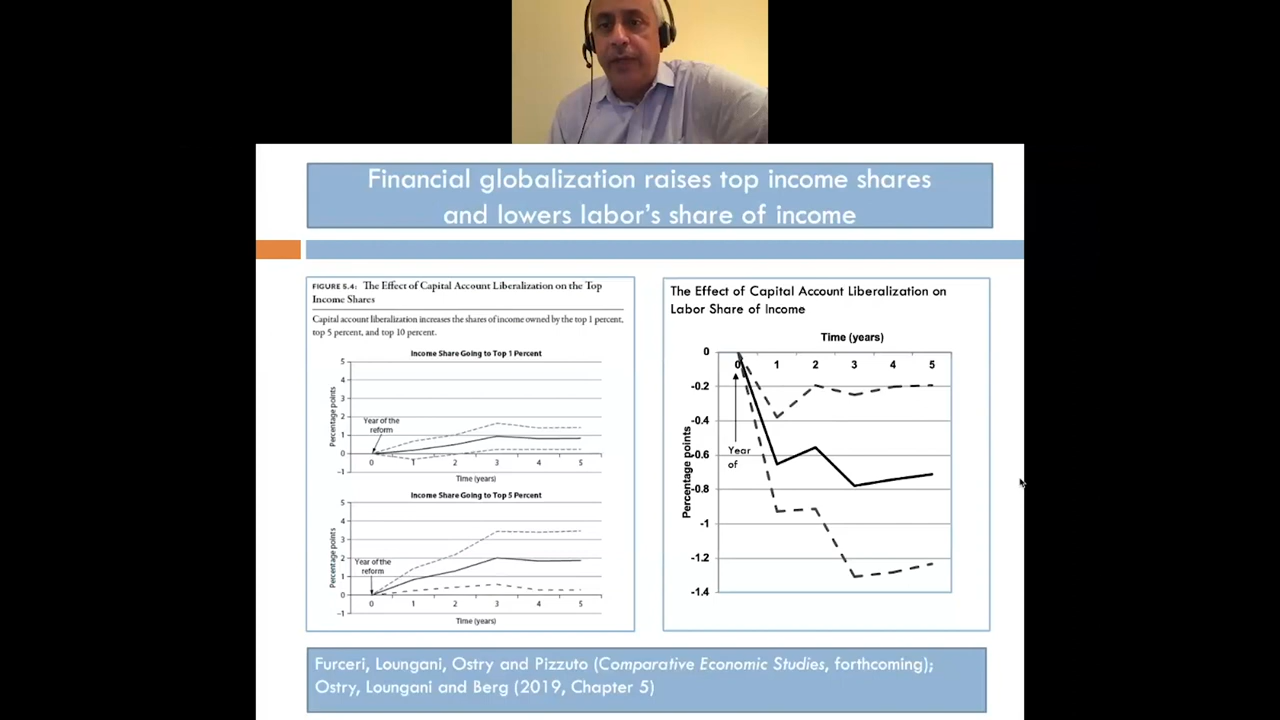 Financial globalization raises top income shares
and lowers labor's share of income
FIGURE 5.4: The Effect of Capital Account Liberalization on the Top
Income Shares
Capital account liberalization increases the shares of income owned by the top 1 percent,
top 5 percent, and top 10 percent.
Income Share Going to Top 1 Percent
5
4
3
2
1
0
–1
Percentage points
Year of the
reform
0 1 2 3 4 5
Time (years)
Income Share Going to Top 5 Percent
5
4
3
2
1
0
–1
Percentage points
Year of the
reform
0 1 2 3 4 5
Time (years)
The Effect of Capital Account Liberalization on
Labor Share of Income
Time (years)
0
-0.2
-0.4
-0.6
-0.8
-1
-1.2
-1.4
0 1 2 3 4 5
Percentage points
Year
of
Furceri, Loungani, Ostry and Pizzuto (Comparative Economic Studies, forthcoming);
Ostry, Loungani and Berg (2019, Chapter 5)